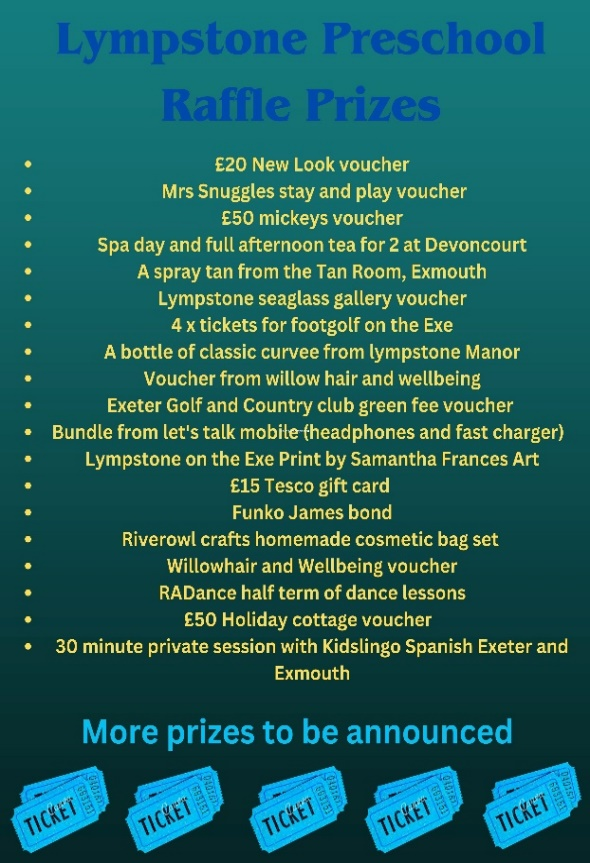 Lympstone Preschool
Raffle Prizes
• £20 New Look voucher
• Mrs Snuggles stay and play voucher
• £50 mickeys voucher
• Spa day and full afternoon tea for 2 at Devoncourt
• A spray tan from the Tan Room, Exmouth
• Lympstone seaglass gallery voucher
• 4 x tickets for footgolf on the Exe
• A bottle of classic curvee from lympstone Manor
• Voucher from willow hair and wellbeing
• Exeter Golf and Country club green fee voucher
• Bundle from let's talk mobile (headphones and fast charger)
• Lympstone on the Exe Print by Samantha Frances Art
• £15 Tesco gift card
• Funko James bond
• Riverowl crafts homemade cosmetic bag set
• Willowhair and Wellbeing voucher
• RADance half term of dance lessons
• £50 Holiday cottage voucher
• 30 minute private session with Kidslingo Spanish Exeter and
Exmouth
More prizes to be announced
TICKET TICKET TICKET TICKET TICKET